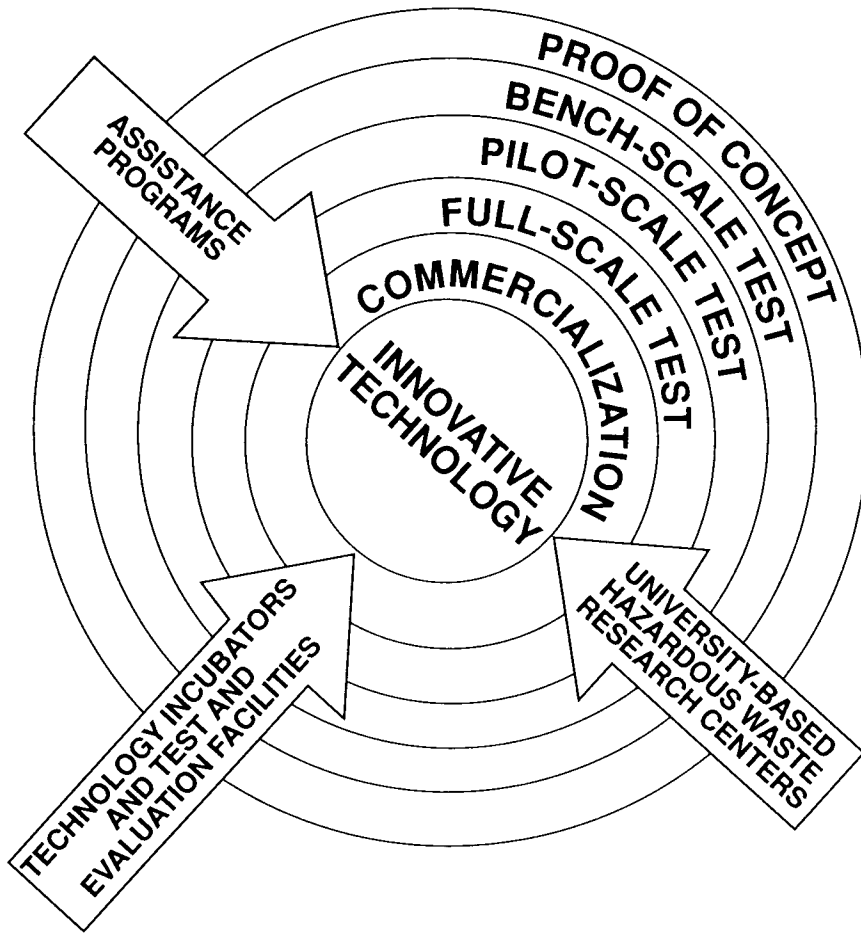 PROOF OF CONCEPT
BENCH-SCALE TEST
PILOT-SCALE TEST
FULL-SCALE TEST
COMMERCIALIZATION
INNOVATIVE
TECHNOLOGY
ASSISTANCE
PROGRAMS
TECHNOLOGY INCUBATORS
AND TEST AND
EVALUATION FACILITIES
UNIVERSITY-BASED
HAZARDOUS WASTE
RESEARCH CENTERS